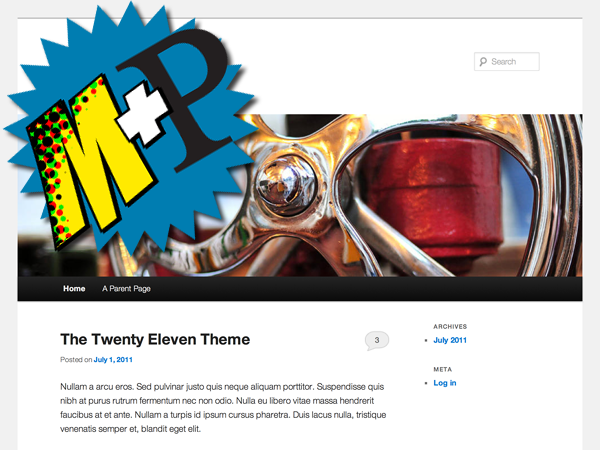 M+P
Search
Home A Parent Page
The Twenty Eleven Theme
3
Posted on July 1, 2011
Nullam a arcu eros. Sed pulvinar justo quis neque aliquam porttitor. Suspendisse quis
nibh at purus rutrum fermentum nec non odio. Nulla eu libero vitae massa hendrerit
faucibus at et ante. Nullam a turpis id ipsum cursus pharetra. Duis lacus nulla, tristique
venenatis semper et, blandit eget elit.
ARCHIVES
July 2011
META
Log in